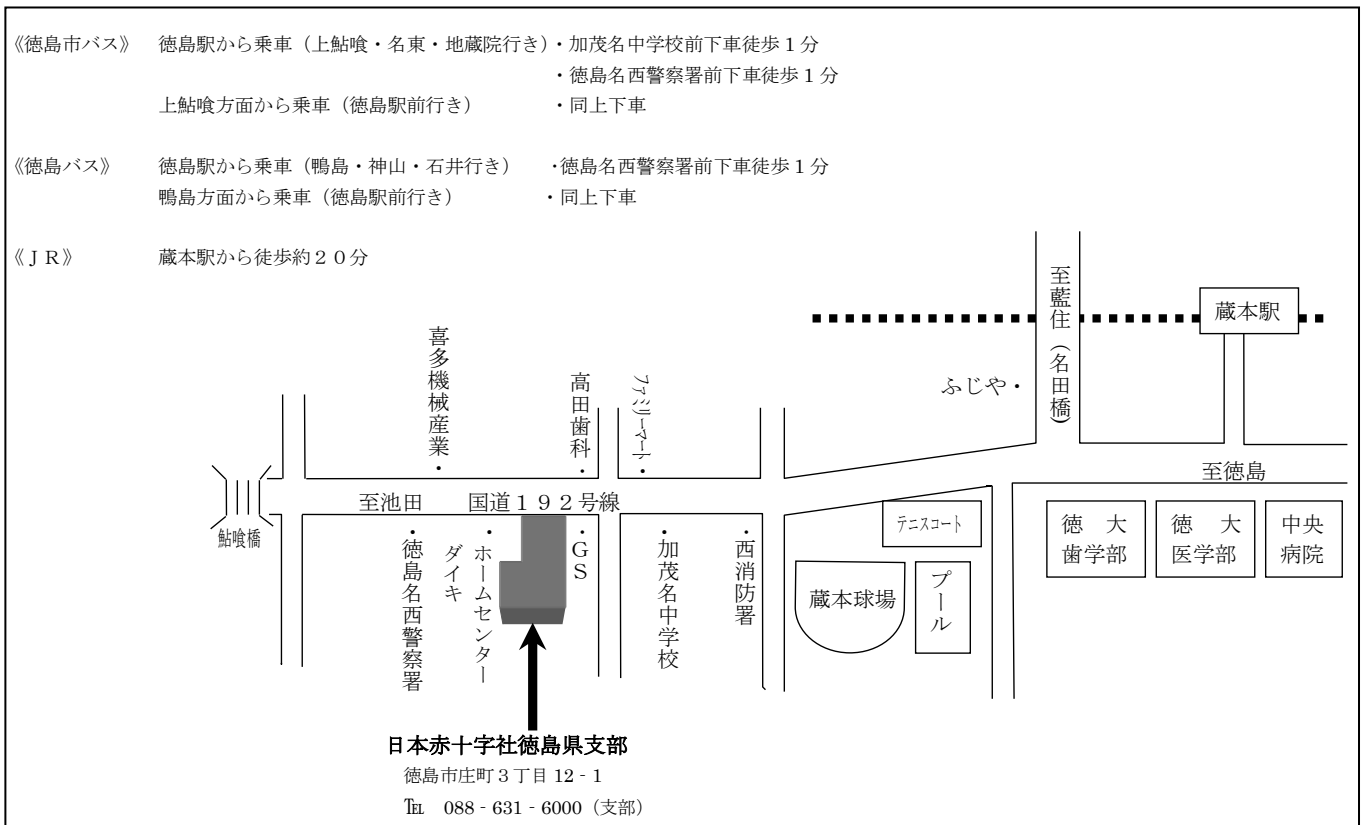 《徳島市バス》 徳島駅から乗車（上鮎喰・名東・地蔵院行き）・加茂名中学校前下車徒歩１分
・徳島名西警察署前下車徒歩１分
上鮎喰方面から乗車（徳島駅前行き） ・同上下車
《徳島バス》 徳島駅から乗車（鴨島・神山・石井行き） ・徳島名西警察署前下車徒歩１分
鴨島方面から乗車（徳島駅前行き） ・同上下車
《ＪＲ》 蔵本駅から徒歩約２０分
至藍住（名田橋）
蔵本駅
喜多機械産業・
高田歯科・
ファミリーマート・
ふじや・
至徳島
至池田 国道１９２号線
鮎喰橋
・徳島名西警察署
・ホームセンター
ダイキ
・ＧＳ
・加茂名中学校
・西消防署
テニスコート
蔵本球場
プール
徳大
歯学部
徳大
医学部
中央
病院
日本赤十字社徳島県支部
徳島市庄町３丁目 12 - 1
℡ 088 - 631 - 6000（支部）